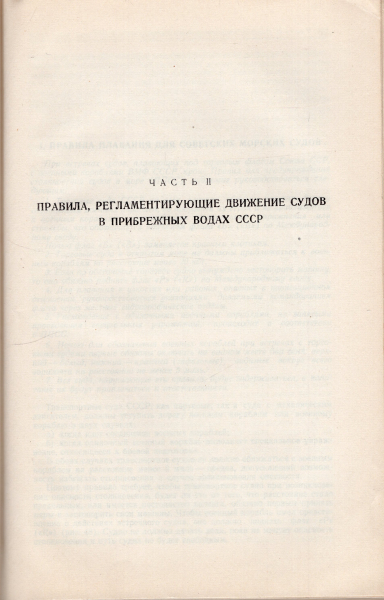 ЧАСТЬ II
ПРАВИЛА, РЕГЛАМЕНТИРУЮЩИЕ ДВИЖЕНИЕ СУДОВ
В ПРИБРЕЖНЫХ ВОДАХ СССР